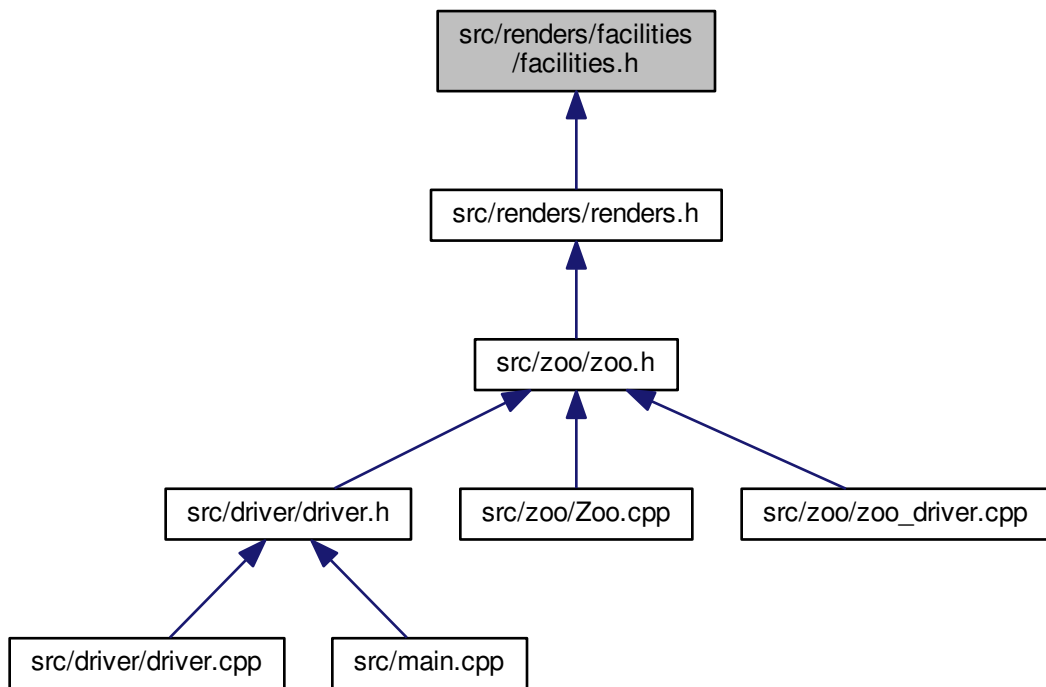 src/renders/facilities
/facilities.h
src/renders/renders.h
src/zoo/zoo.h
src/driver/driver.h
src/zoo/Zoo.cpp
src/zoo/zoo_driver.cpp
src/driver/driver.cpp
src/main.cpp